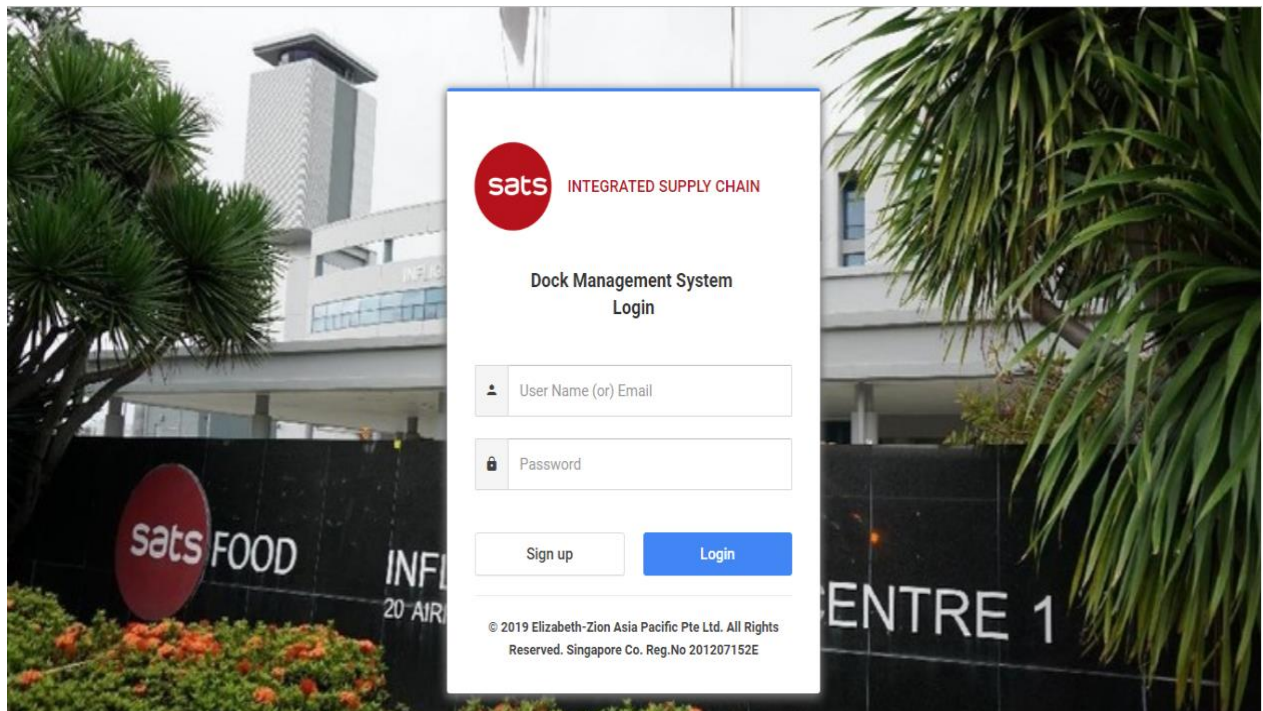 sats
INTEGRATED SUPPLY CHAIN
Dock Management System
Login
User Name (or) Email
Password
Sign up
Login
© 2019 Elizabeth-Zion Asia Pacific Pte Ltd. All Rights
Reserved. Singapore Co. Reg.No 201207152E
sats FOOD
INFL
20 AIR
ENTRE 1